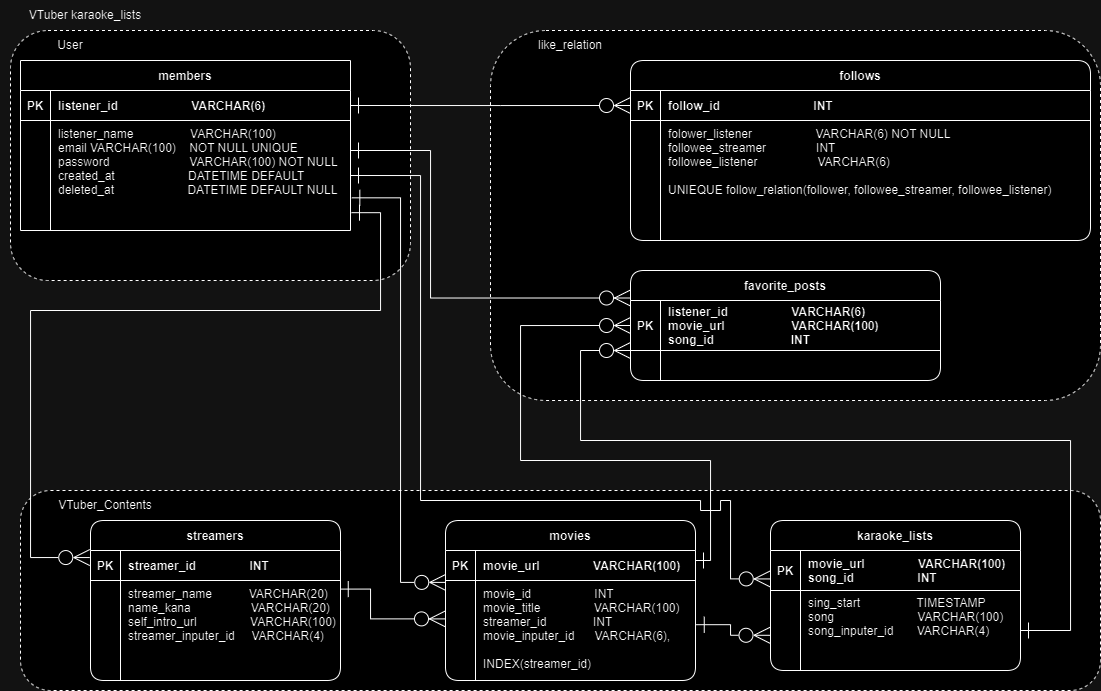 VTuber karaoke_lists
User
members
PK listener_id VARCHAR(6)
listener_name VARCHAR(100)
email VARCHAR(100) NOT NULL UNIQUE
password VARCHAR(100) NOT NULL
created_at DATETIME DEFAULT
deleted_at DATETIME DEFAULT NULL
like_relation
follows
PK follow_id INT
folower_listener VARCHAR(6) NOT NULL
followee_streamer INT
followee_listener VARCHAR(6)
UNIEQUE follow_relation(follower, followee_streamer, followee_listener)
favorite_posts
listener_id VARCHAR(6)
PK movie_url VARCHAR(100)
song_id INT
VTuber_Contents
streamers
PK streamer_id INT
streamer_name VARCHAR(20)
name_kana VARCHAR(20)
self_intro_url VARCHAR(100)
streamer_inputer_id VARCHAR(4)
movies
PK movie_url VARCHAR(100)
movie_id INT
movie_title VARCHAR(100)
streamer_id INT
movie_inputer_id VARCHAR(6),
INDEX(streamer_id)
karaoke_lists
PK movie_url VARCHAR(100)
song_id INT
sing_start TIMESTAMP
song VARCHAR(100)
song_inputer_id VARCHAR(4)